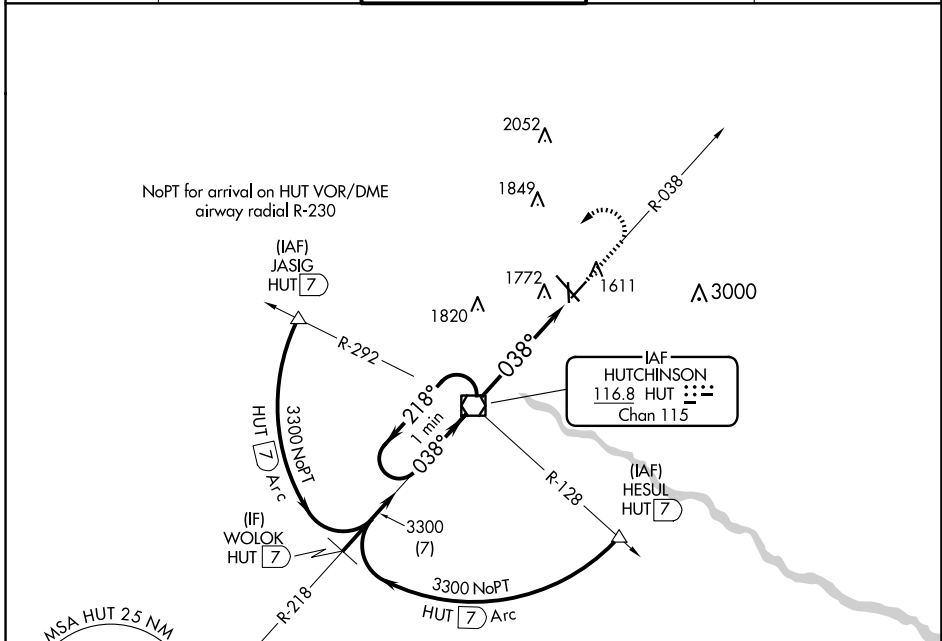 2052
1849
R-038
NoPT for arrival on HUT VOR/DME
airway radial R-230
(IAF)
JASIG
HUT 7
1772
1611
3000
1820
R-292
038°
IAF
HUTCHINSON
116.8 HUT
Chan 115
218°
1 min
038°
3300 NoPT
HUT 7 Arc
R-128
(IAF)
HESUL
HUT 7
(IF)
WOLOK
HUT 7
3300
(7)
3300 NoPT
HUT 7 Arc
R-218
MSA HUT 25 NM